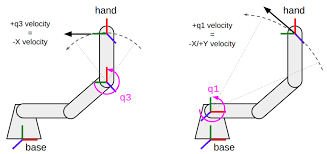 hand
+q3 velocity
=
-X velocity
q3
base
hand
+q1 velocity
=
-X/+Y velocity
q1
base